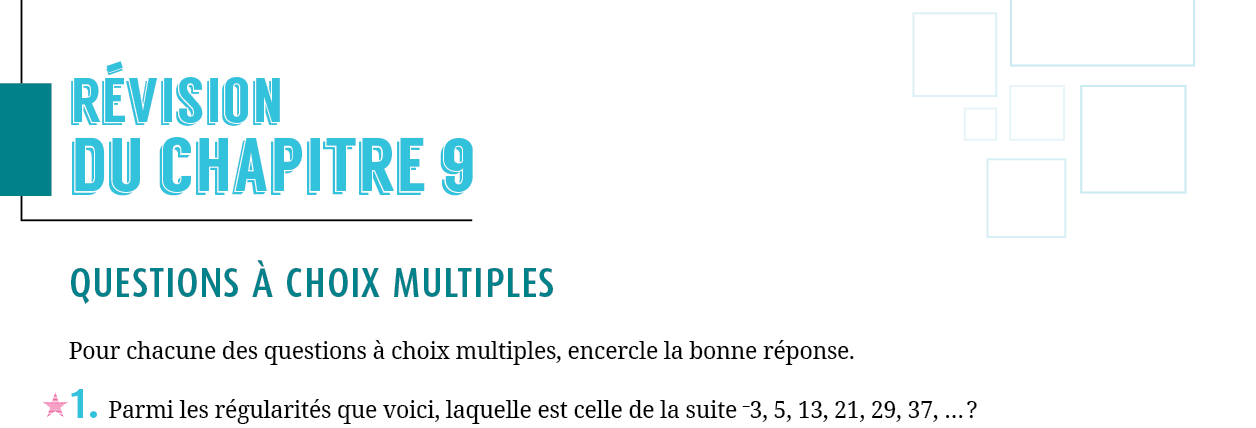 RÉVISION
DU CHAPITRE 9
QUESTIONS À CHOIX MULTIPLES
Pour chacune des questions à choix multiples, encercle la bonne réponse.
1. Parmi les régularités que voici, laquelle est celle de la suite ⁻3, 5, 13, 21, 29, 37, … ?